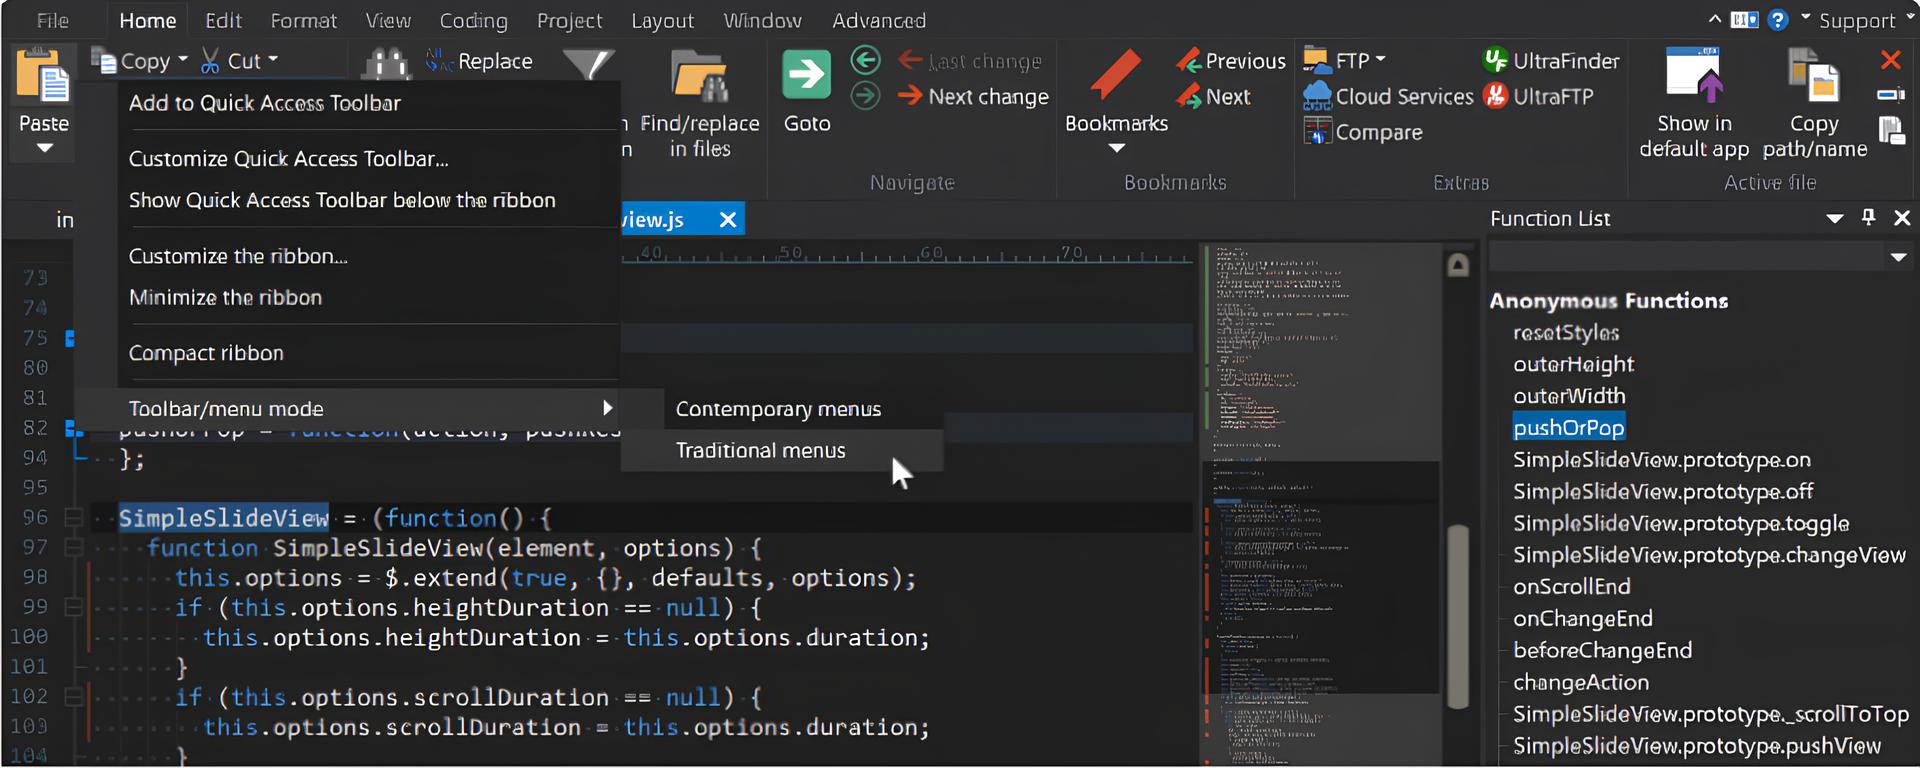 File Home Edit Format View Coding Project Layout Window Advanced Support
Copy Cut Replace Last change Previous FTP UltraFinder
Next change Next Cloud Services UltraFTP
Compare
Paste Find/replace in files Goto Bookmarks Show in default app Copy path/name
Navigate Bookmarks Extras Active file
Add to Quick Access Toolbar
Customize Quick Access Toolbar...
Show Quick Access Toolbar below the ribbon
Customize the ribbon...
Minimize the ribbon
Compact ribbon
Toolbar/menu mode
Contemporary menus
Traditional menus
view.js
40 50 60 70
73
74
75
80
81
82 = function(action,
94 };
95
96 SimpleSlideView = (function() {
97 function SimpleSlideView(element, options) {
98 this.options = $.extend(true, {}, defaults, options);
99 if (this.options.heightDuration == null) {
100 this.options.heightDuration = this.options.duration;
101 }
102 if (this.options.scrollDuration == null) {
103 this.options.scrollDuration = this.options.duration;
104 }
Function List
Anonymous Functions
resetStyles
outerHeight
outerWidth
pushOrPop
SimpleSlideView.prototype.on
SimpleSlideView.prototype.off
SimpleSlideView.prototype.toggle
SimpleSlideView.prototype.changeView
onScrollEnd
onChangeEnd
beforeChangeEnd
changeAction
SimpleSlideView.prototype._scrollToTop
SimpleSlideView.prototype.pushView